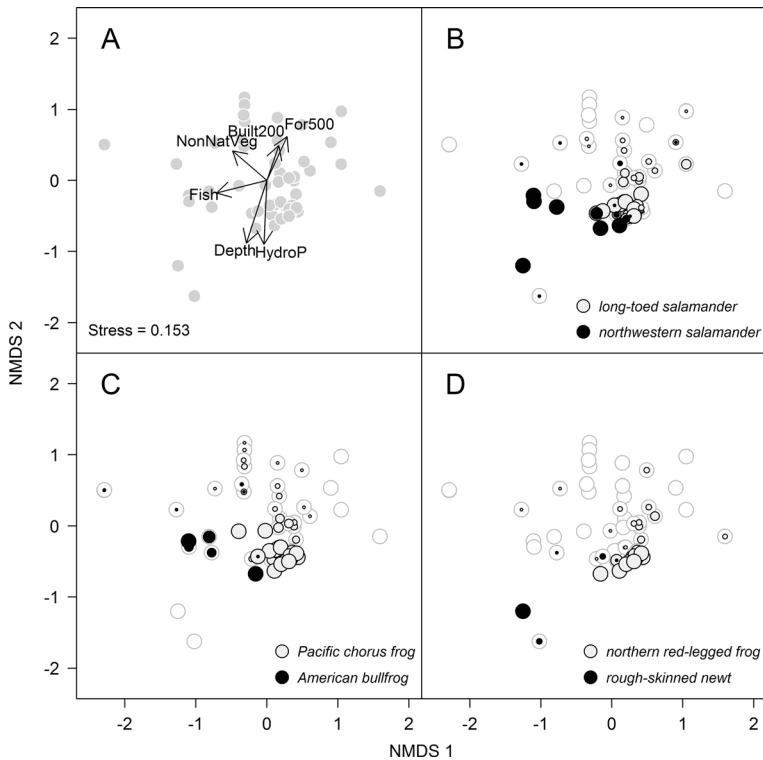 A
B
2
1
0
-1
-2
NonNatVeg
Built200
For500
Fish
Depth
HydroP
Stress = 0.153
long-toed salamander
northwestern salamander
NMDS 2
C
D
2
1
0
-1
-2
Pacific chorus frog
American bullfrog
northern red-legged frog
rough-skinned newt
-2 -1 0 1 2
-2 -1 0 1 2
NMDS 1